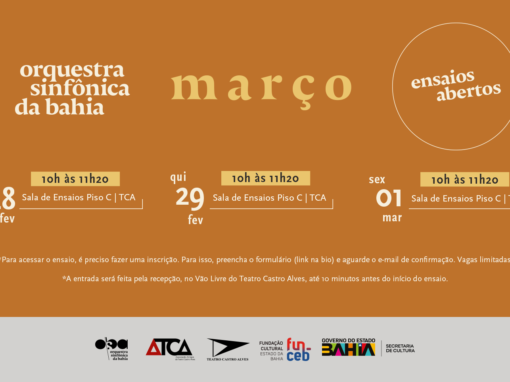 orquestra
sinfônica
da bahia
março
ensaios
abertos
10h às 11h20
Sala de Ensaios Piso C | TCA
fev
qui
29
fev
10h às 11h20
Sala de Ensaios Piso C | TCA
sex
01
mar
10h às 11h20
Sala de Ensaios Piso C | TCA
*Para acessar o ensaio, é preciso fazer uma inscrição. Para isso, preencha o formulário (link na bio) e aguarde o e-mail de confirmação. Vagas limitadas
*A entrada será feita pela recepção, no Vão Livre do Teatro Castro Alves, até 10 minutos antes do início do ensaio.
orquestra
sinfônica
da bahia
ATCA
TEATRO CASTRO ALVES
FUNDAÇÃO
CULTURAL
ESTADO DA
BAHIA
fun
ceb
GOVERNO DO ESTADO
BAHIA
SECRETARIA
DE CULTURA